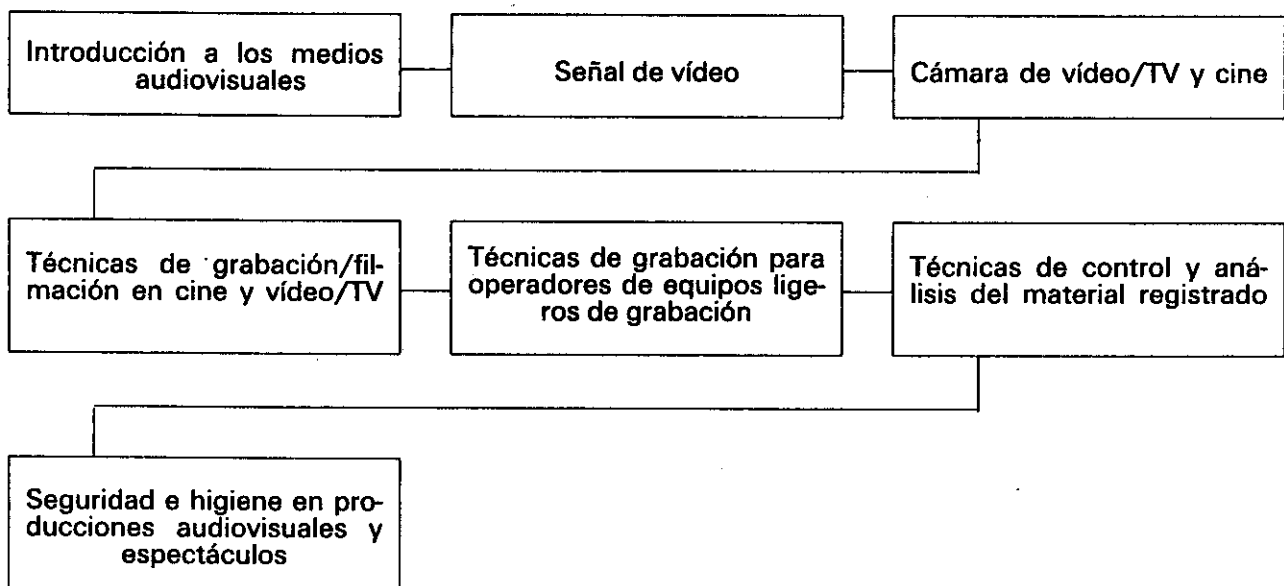 Introducción a los medios
audiovisuales
Señal de vídeo
Cámara de vídeo/TV y cine
Técnicas de grabación/fil-
mación en cine y vídeo/TV
Técnicas de grabación para
operadores de equipos lige-
ros de grabación
Técnicas de control y aná-
lisis del material registrado
Seguridad e higiene en pro-
ducciones audiovisuales y
espectáculos